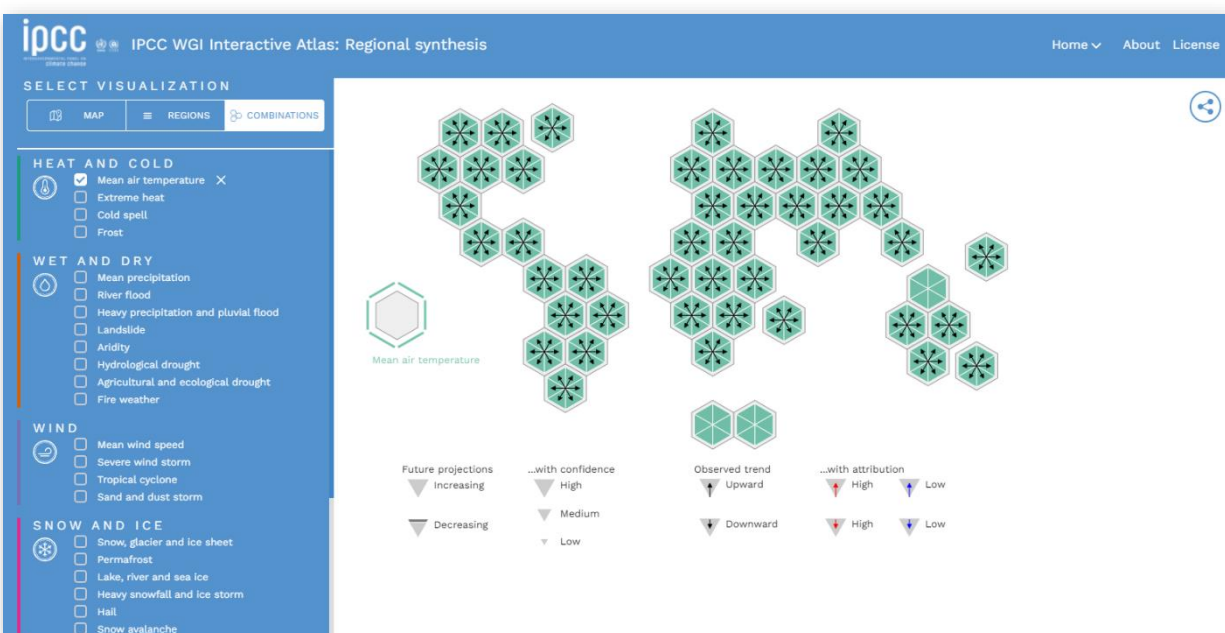 ipcc
IPCC WGI Interactive Atlas: Regional synthesis
Home
About
License
SELECT VISUALIZATION
MAP
REGIONS
COMBINATIONS
HEAT AND COLD
Mean air temperature
Extreme heat
Cold spell
Frost
WET AND DRY
Mean precipitation
River flood
Heavy precipitation and pluvial flood
Landslide
Aridity
Hydrological drought
Agricultural and ecological drought
Fire weather
WIND
Mean wind speed
Severe wind storm
Tropical cyclone
Sand and dust storm
SNOW AND ICE
Snow, glacier and ice sheet
Permafrost
Lake, river and sea ice
Heavy snowfall and ice storm
Hail
Snow avalanche
Mean air temperature
Future projections
Increasing
Decreasing
...with confidence
High
Medium
Low
Observed trend
Upward
Downward
...with attribution
High
Low
High
Low